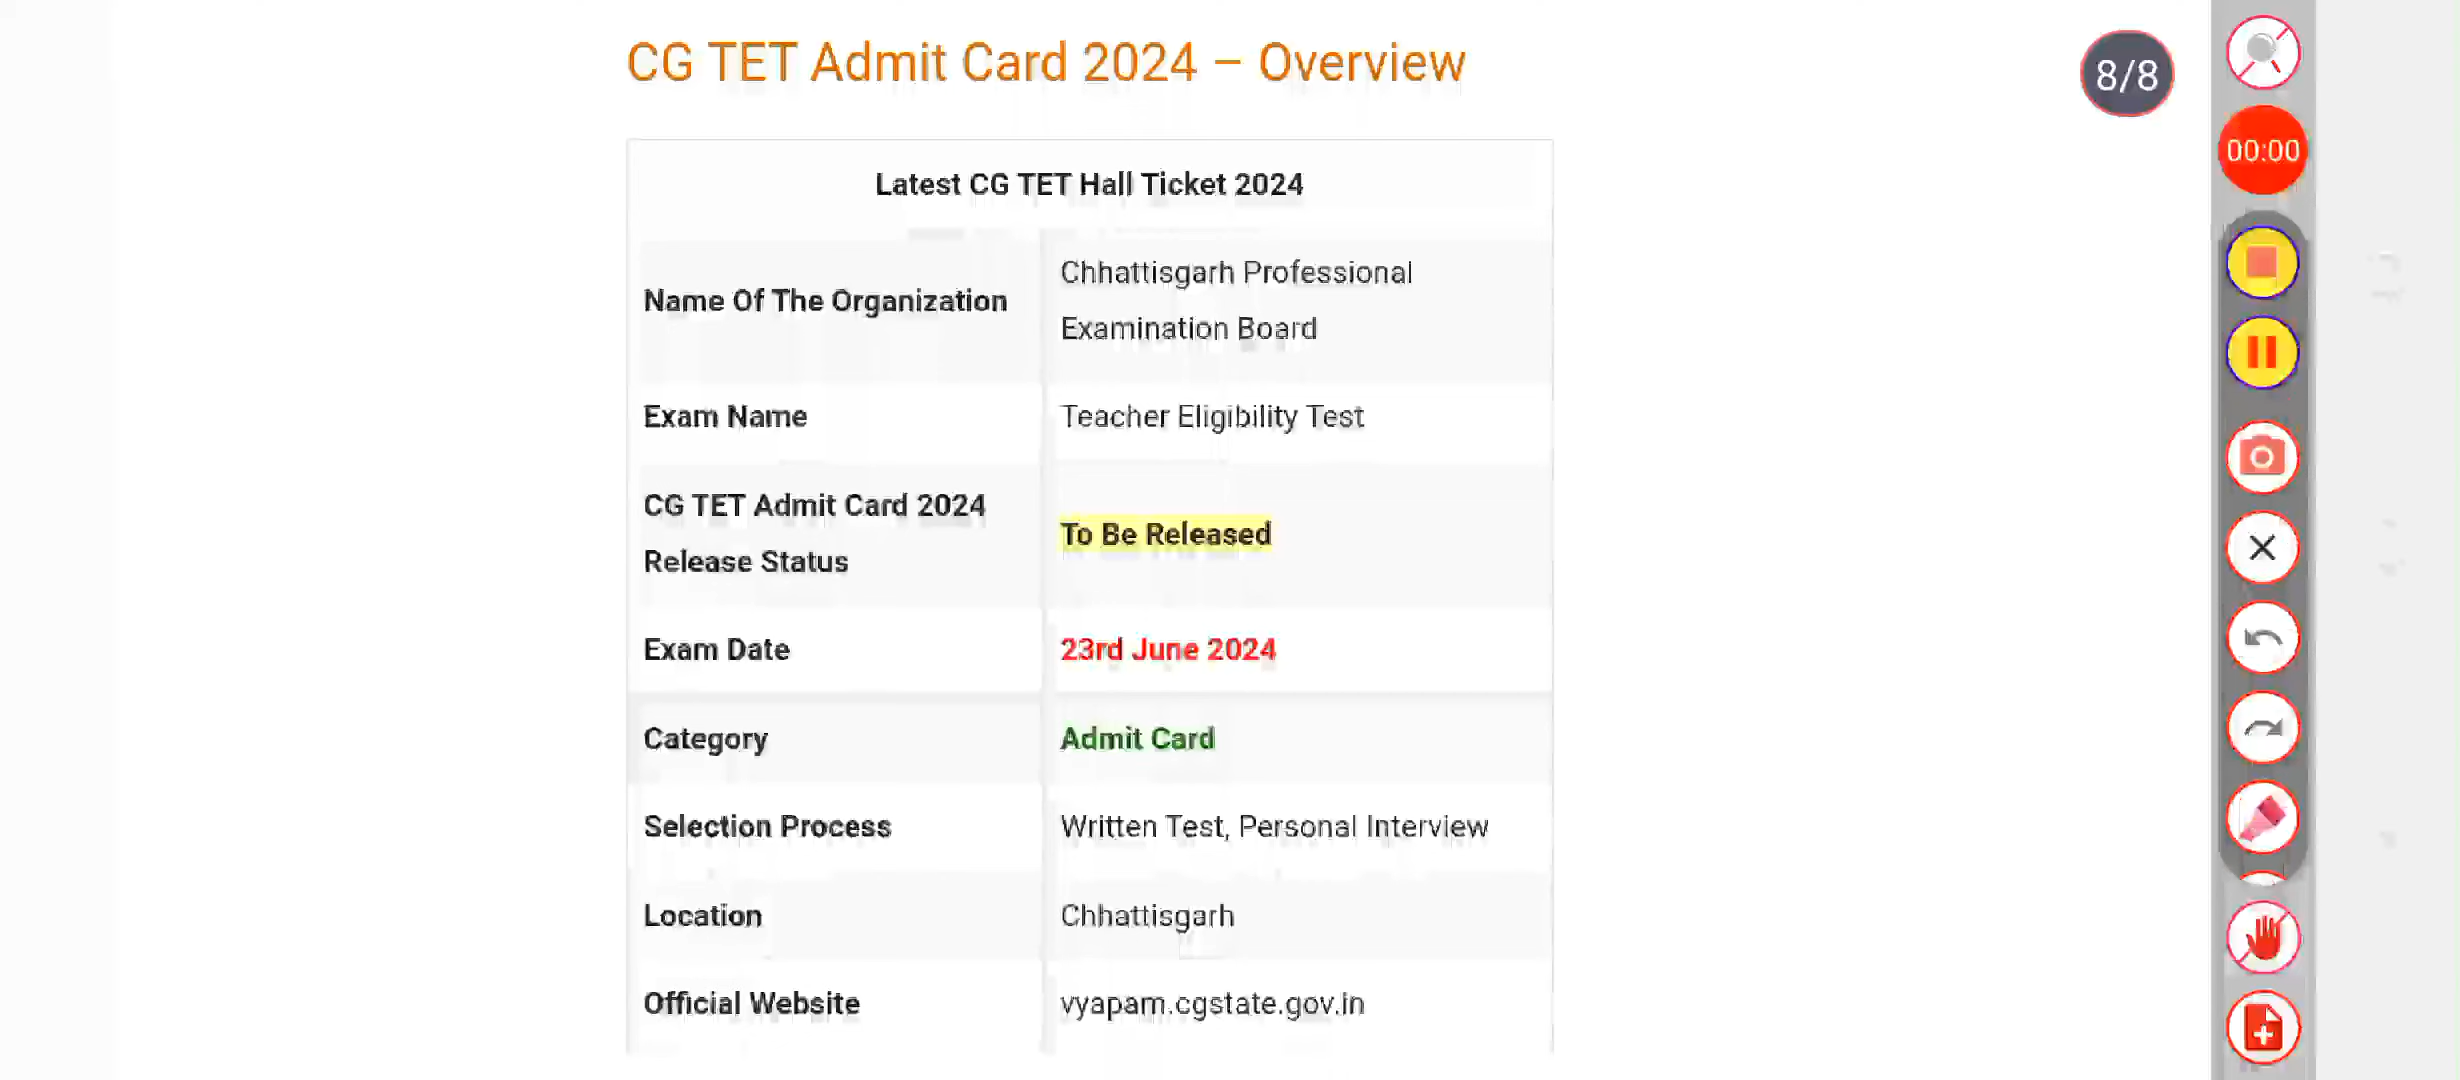 CG TET Admit Card 2024 – Overview
8/8
00:00
Latest CG TET Hall Ticket 2024
Name Of The Organization
Chhattisgarh Professional
Examination Board
Exam Name
Teacher Eligibility Test
CG TET Admit Card 2024
Release Status
To Be Released
Exam Date
23rd June 2024
Category
Admit Card
Selection Process
Written Test, Personal Interview
Location
Chhattisgarh
Official Website
vyapam.cgstate.gov.in